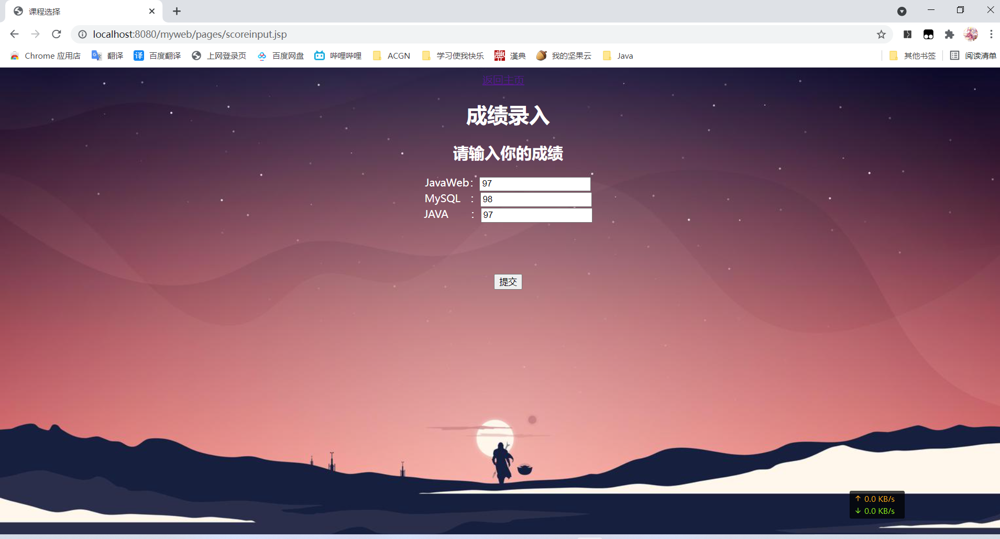 课程选择
localhost:8080/myweb/pages/scoreinput.jsp
Chrome 应用店 翻译 百度翻译 上网登录页 百度网盘 哔哩哔哩 ACGN 学习使我快乐 漢典 我的坚果云 Java 其他书签 阅读清单
返回主页
成绩录入
请输入你的成绩
JavaWeb: 97
MySQL : 98
JAVA : 97
提交
↑ 0.0 KB/s
↓ 0.0 KB/s